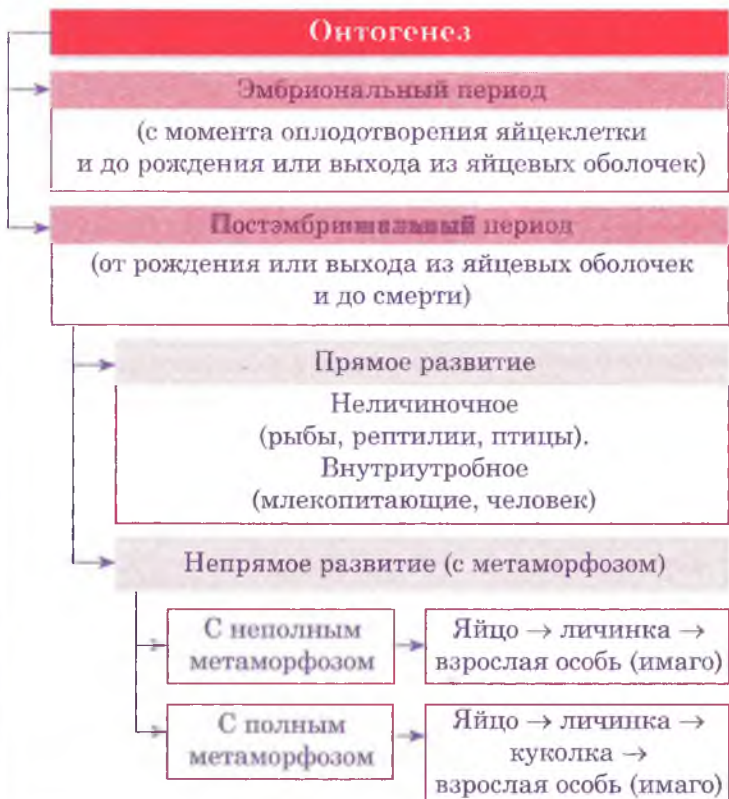 Онтогенез
Эмбриональный период
(с момента оплодотворения яйцеклетки
и до рождения или выхода из яйцевых оболочек)
Постэмбриональный период
(от рождения или выхода из яйцевых оболочек
и до смерти)
Прямое развитие
Неличиночное
(рыбы, рептилии, птицы).
Внутриутробное
(млекопитающие, человек)
Непрямое развитие (с метаморфозом)
С неполным
метаморфозом
Яйцо → личинка →
взрослая особь (имаго)
С полным
метаморфозом
Яйцо → личинка →
куколка →
взрослая особь (имаго)